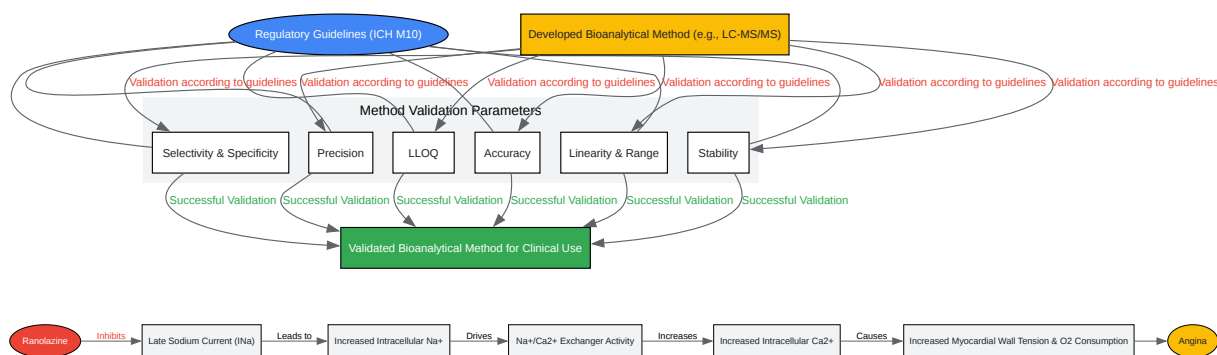 Regulatory Guidelines (ICH M10)
Developed Bioanalytical Method (e.g., LC-MS/MS)
Validation according to guidelines
Validation according to guidelines
Validation according to guidelines
Validation according to guidelines
Validation according to guidelines
Validation according to guidelines
Method Validation Parameters
Selectivity & Specificity
Precision
LLOQ
Accuracy
Linearity & Range
Stability
Successful Validation
Successful Validation
Successful Validation
Successful Validation
Successful Validation
Successful Validation
Validated Bioanalytical Method for Clinical Use
Ranolazine
Inhibits
Late Sodium Current (INa)
Leads to
Increased Intracellular Na+
Drives
Na+/Ca2+ Exchanger Activity
Increases
Increased Intracellular Ca2+
Causes
Increased Myocardial Wall Tension & O2 Consumption
Angina